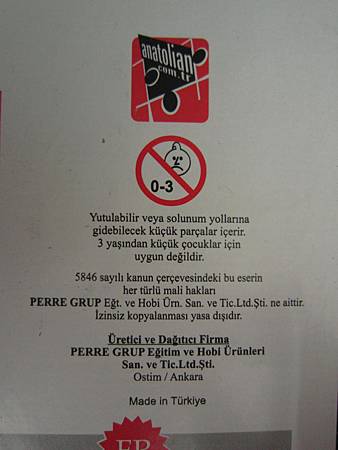 anatolian
com.tr
0-3
Yutulabilir veya solunum yollarına
gidebilecek küçük parçalar içerir.
3 yaşından küçük çocuklar için
uygun değildir.
5846 sayılı kanun çerçevesindeki bu eserin
her türlü mali hakları
PERRE GRUP Eğt. ve Hobi Ürn. San. ve Tic.Ltd.Şti. ne aittir.
İzinsiz kopyalanması yasa dışıdır.
Üretici ve Dağıtıcı Firma
PERRE GRUP Eğitim ve Hobi Ürünleri
San. ve Tic.Ltd.Şti.
Ostim / Ankara
Made in Türkiye